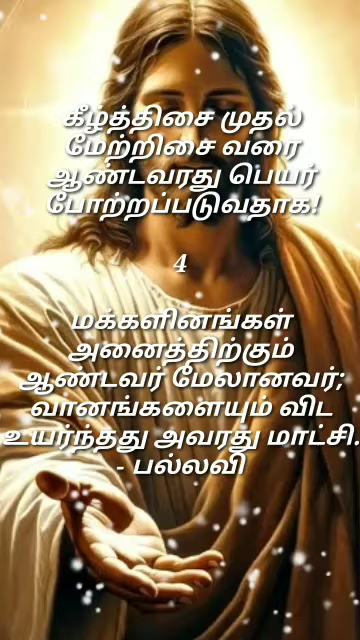 கீழ்த்திசை முதல்
மேற்றிசை வரை
ஆண்டவரது பெயர்
போற்றப்படுவதாக!
4
மக்களினங்கள்
அனைத்திற்கும்
ஆண்டவர் மேலானவர்;
வானங்களையும் விட
உயர்ந்தது அவரது மாட்சி.
- பல்லவி